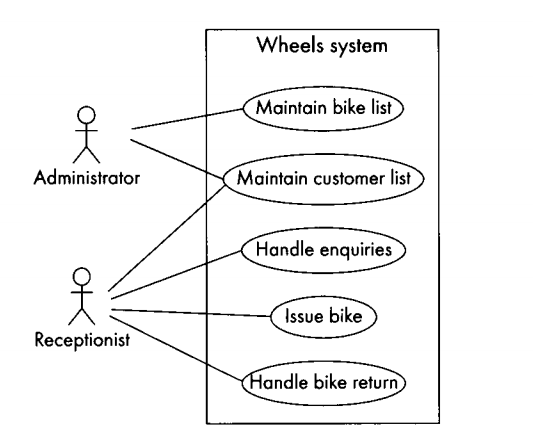 Wheels system
Maintain bike list
Administrator
Maintain customer list
Handle enquiries
Issue bike
Receptionist
Handle bike return